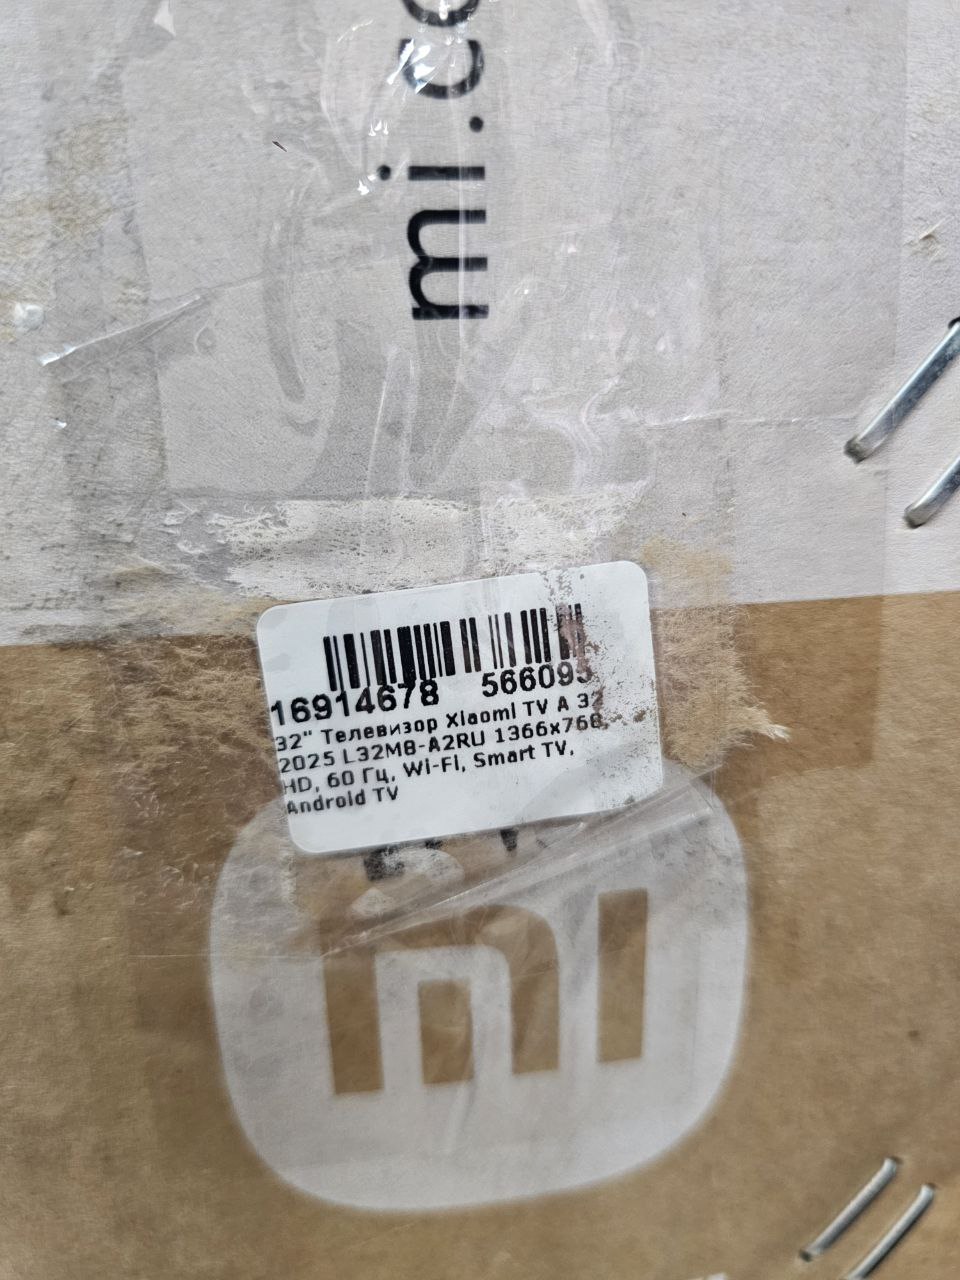 mi.co
16914678 566095
32" Телевизор Xiaomi TV A 32
2025 L32M8-A2RU 1366x768,
HD, 60 Гц, Wi-Fi, Smart TV,
Android TV
mi